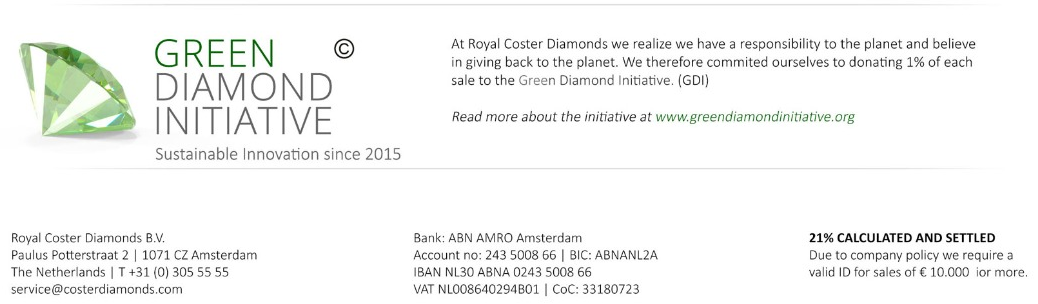 GREEN ©
DIAMOND
INITIATIVE
Sustainable Innovation since 2015
At Royal Coster Diamonds we realize we have a responsibility to the planet and believe
in giving back to the planet. We therefore commited ourselves to donating 1% of each
sale to the Green Diamond Initiative. (GDI)
Read more about the initiative at www.greendiamondinitiative.org
Royal Coster Diamonds B.V.
Paulus Potterstraat 2 | 1071 CZ Amsterdam
The Netherlands | T +31 (0) 305 55 55
service@costerdiamonds.com
Bank: ABN AMRO Amsterdam
Account no: 243 5008 66 | BIC: ABNANL2A
IBAN NL30 ABNA 0243 5008 66
VAT NL008640294B01 | CoC: 33180723
21% CALCULATED AND SETTLED
Due to company policy we require a
valid ID for sales of € 10.000 ior more.